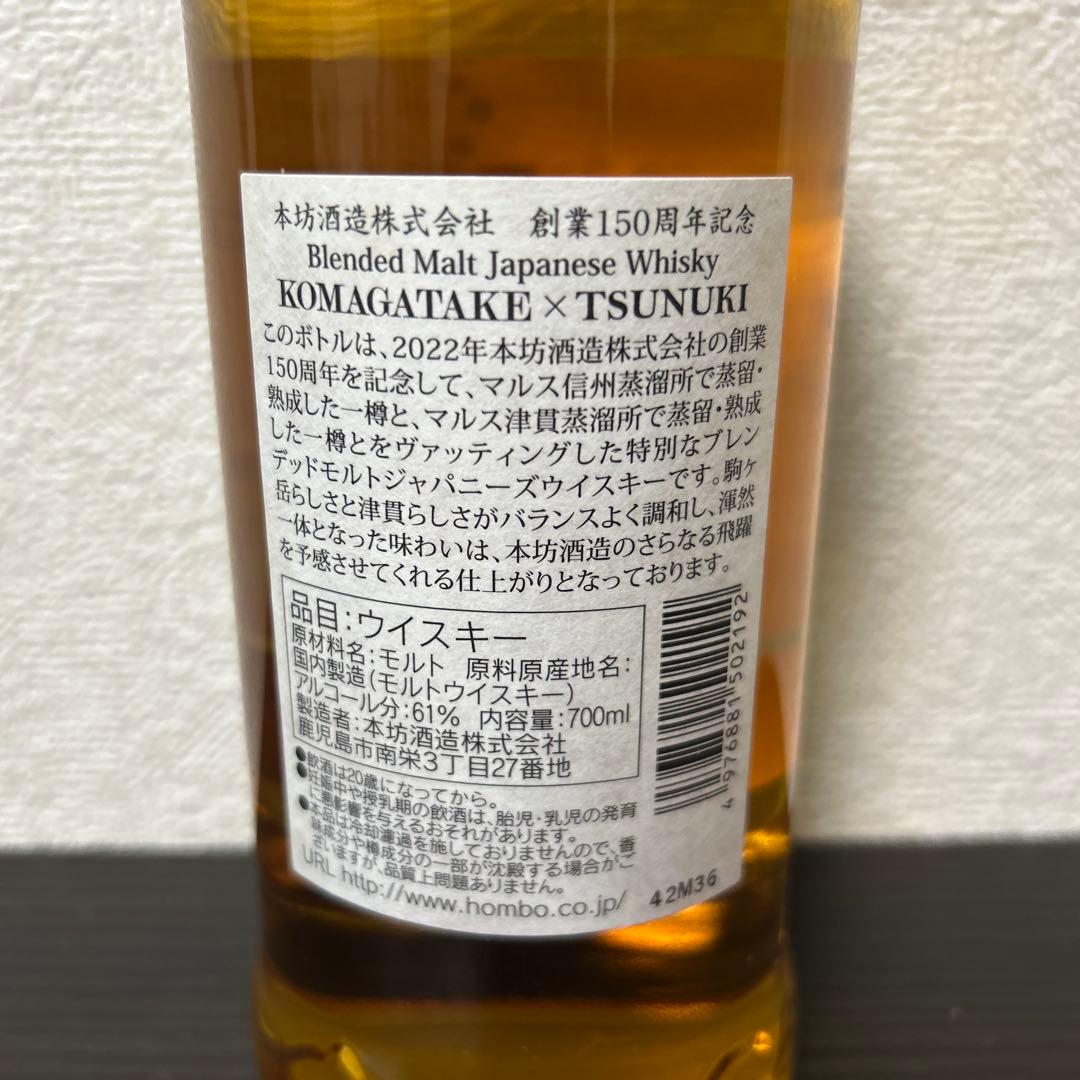 本坊酒造株式会社　創業150周年記念
Blended Malt Japanese Whisky
KOMAGATAKE × TSUNUKI
このボトルは、2022年本坊酒造株式会社の創業
150周年を記念して、マルス信州蒸溜所で蒸留・
熟成した一樽と、マルス津貫蒸溜所で蒸留・熟成
した一樽とをヴァッティングした特別なブレン
デッドモルトジャパニーズウイスキーです。駒ヶ
岳らしさと津貫らしさがバランスよく調和し、渾然
一体となった味わいは、本坊酒造のさらなる飛躍
を予感させてくれる仕上がりとなっております。
品目：ウイスキー
原材料名：モルト　原料原産地名：
国内製造（モルトウイスキー）
アルコール分：61%　内容量：700ml
製造者：本坊酒造株式会社
鹿児島市南栄3丁目27番地
●飲酒は20歳になってから。
●妊娠中や授乳期の飲酒は、胎児・乳児の発育
に悪影響を与えるおそれがあります。
●本品は冷却濾過を施しておりませんので、香
味成分や樽成分の一部が沈殿する場合がご
ざいますが、品質上問題ありません。
URL http://www.hombo.co.jp/
42M36
4976881502192